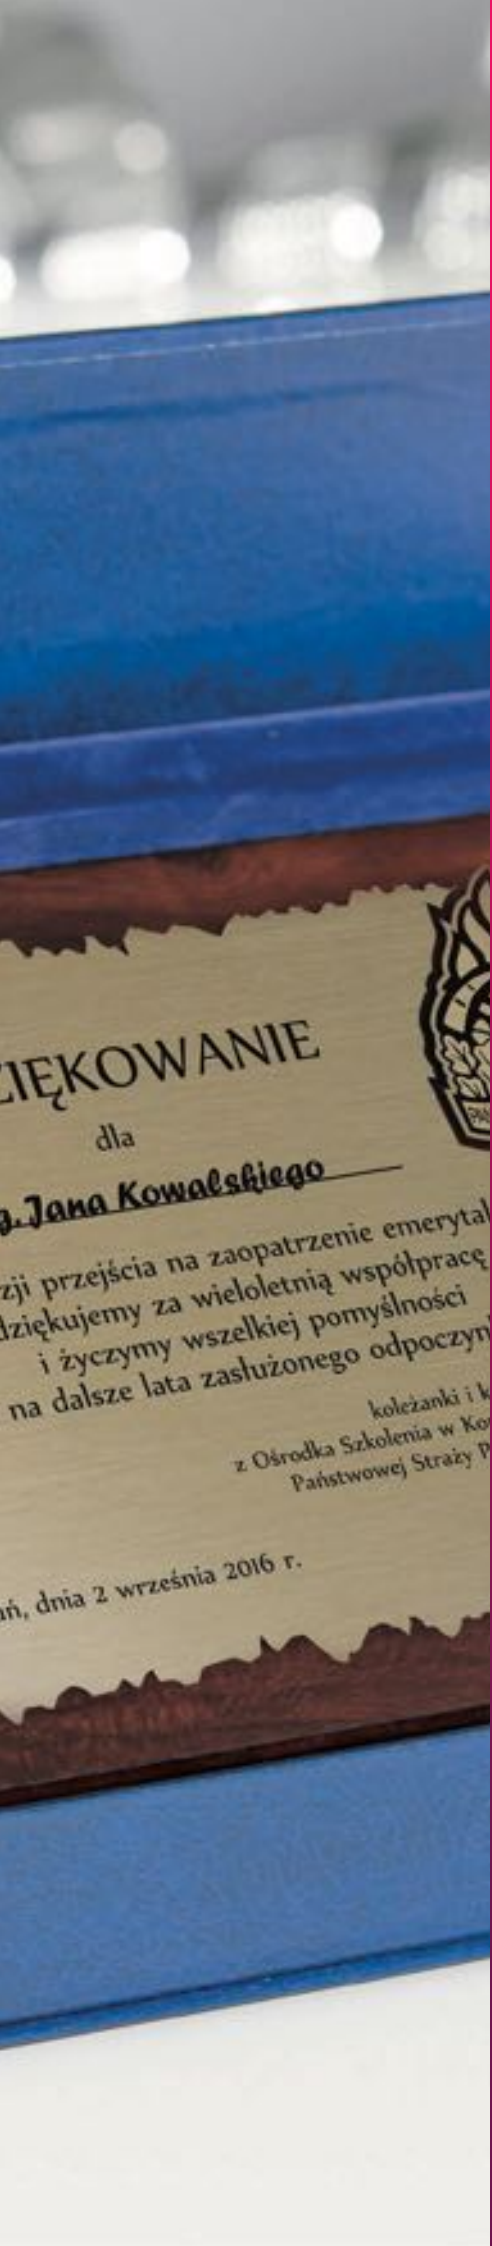 ZIĘKOWANIE
dla
g. Jana Kowalskiego
zji przejścia na zaopatrzenie emerytal
dziękujemy za wieloletnią współpracę
i życzymy wszelkiej pomyślności
na dalsze lata zasłużonego odpoczyn
koleżanki i k
z Ośrodka Szkolenia w Ko
Państwowej Straży P
ań, dnia 2 września 2016 r.